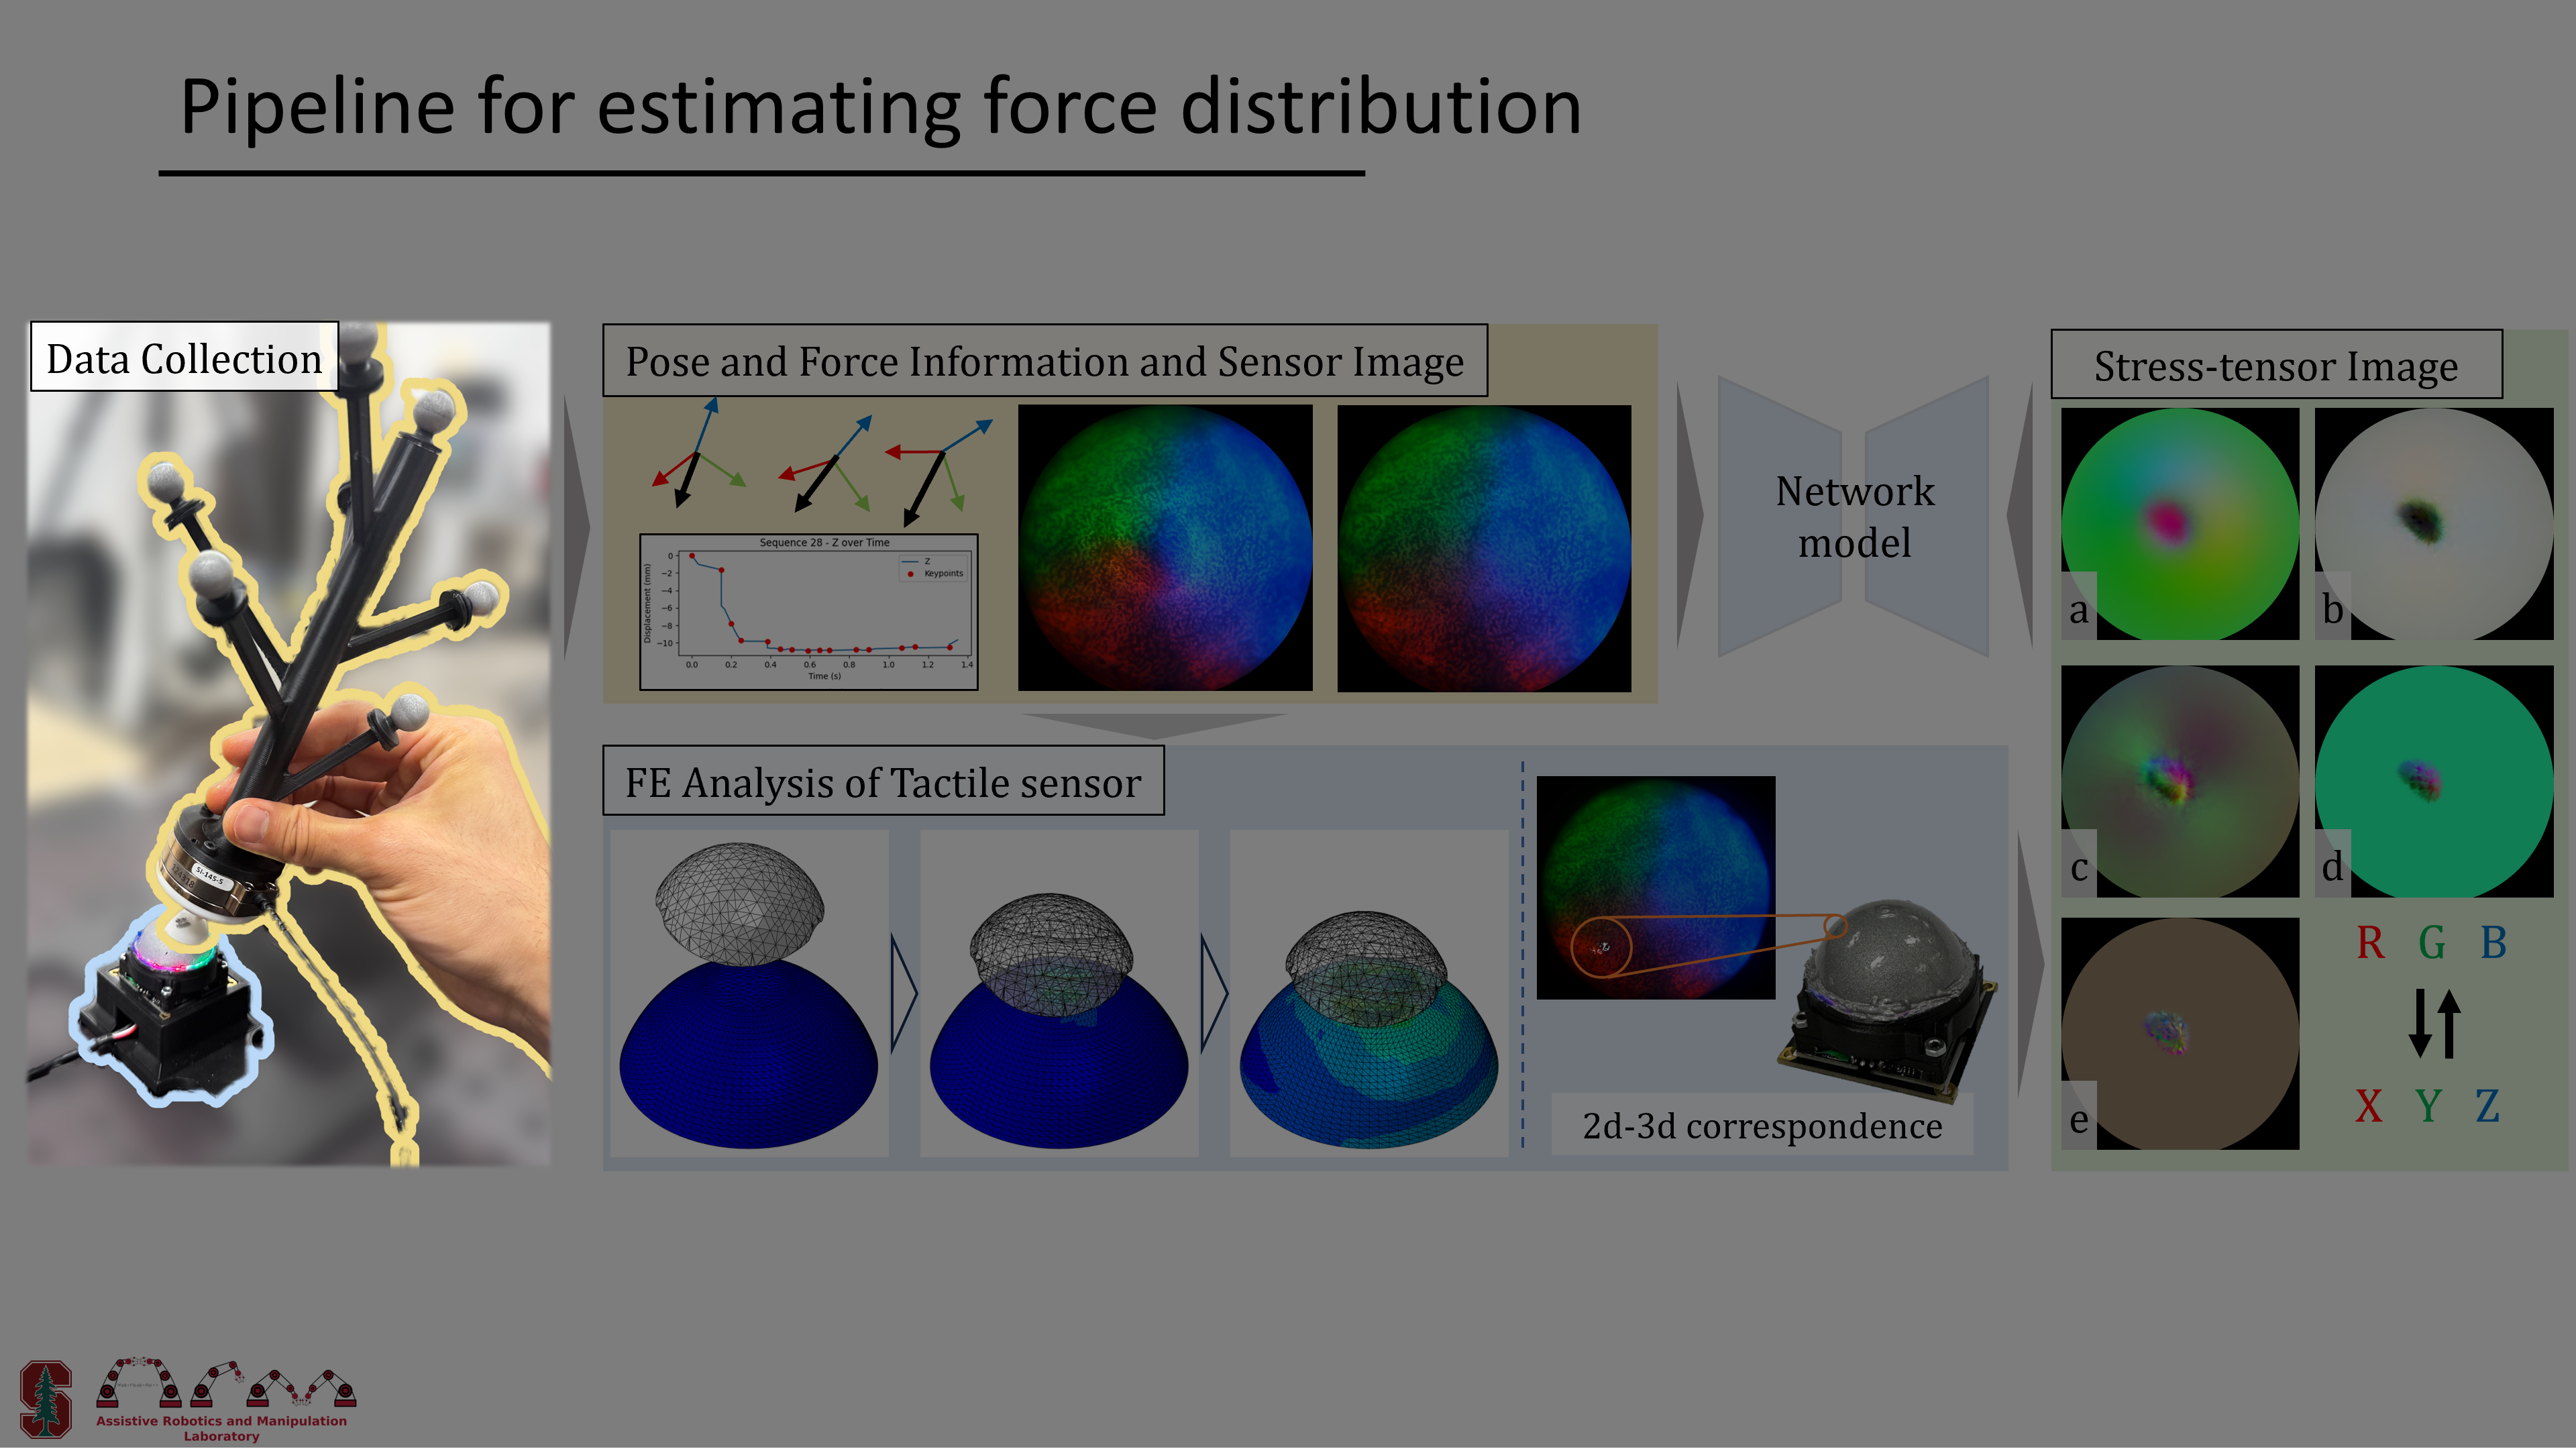 Pipeline for estimating force distribution
Data Collection
SI-145-5
Pose and Force Information and Sensor Image
Sequence 28 - Z over Time
Z
Keypoints
Displacement (mm)
0
−2
−4
−6
−8
−10
0.0 0.2 0.4 0.6 0.8 1.0 1.2 1.4
Time (s)
Network
model
FE Analysis of Tactile sensor
2d-3d correspondence
Stress-tensor Image
a
b
c
d
e
R G B
X Y Z
S
Assistive Robotics and Manipulation
Laboratory